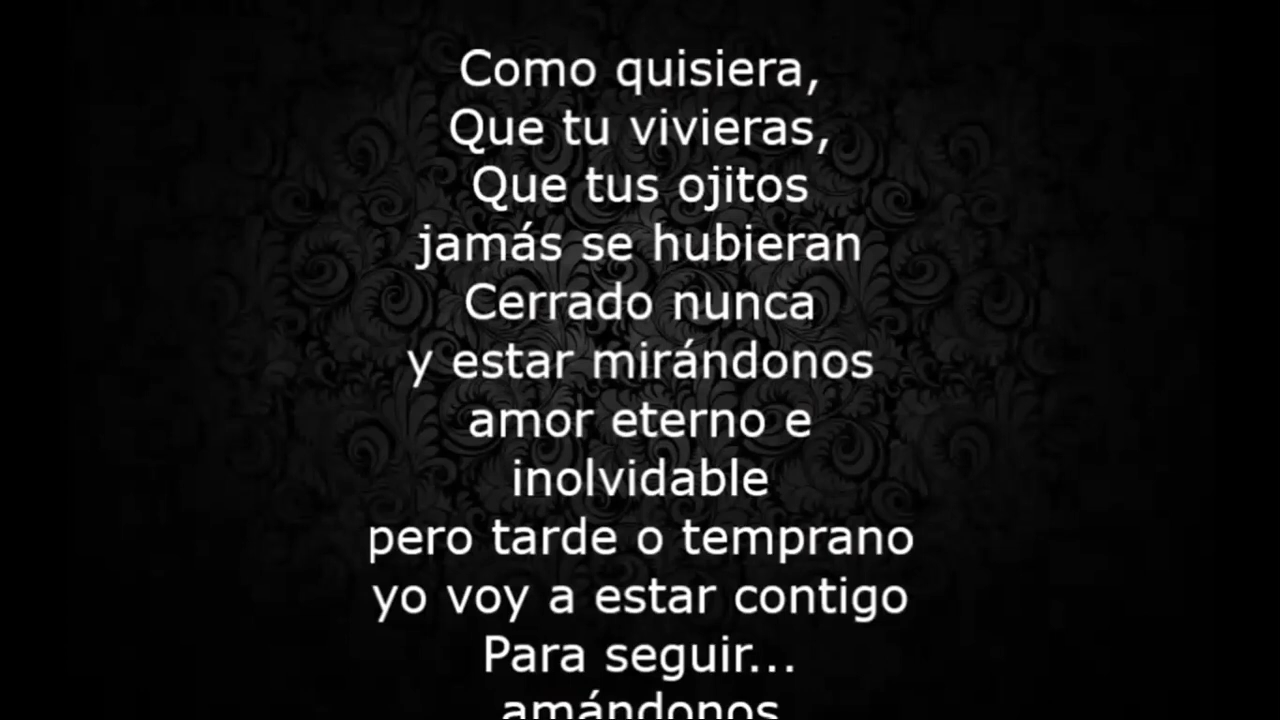 Como quisiera,
Que tu vivieras,
Que tus ojitos
jamás se hubieran
Cerrado nunca
y estar mirándonos
amor eterno e
inolvidable
pero tarde o temprano
yo voy a estar contigo
Para seguir...
amándonos